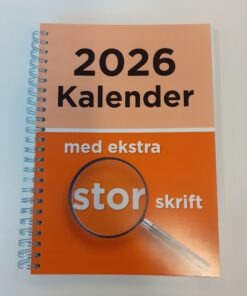 2026
Kalender
med ekstra
stor skrift